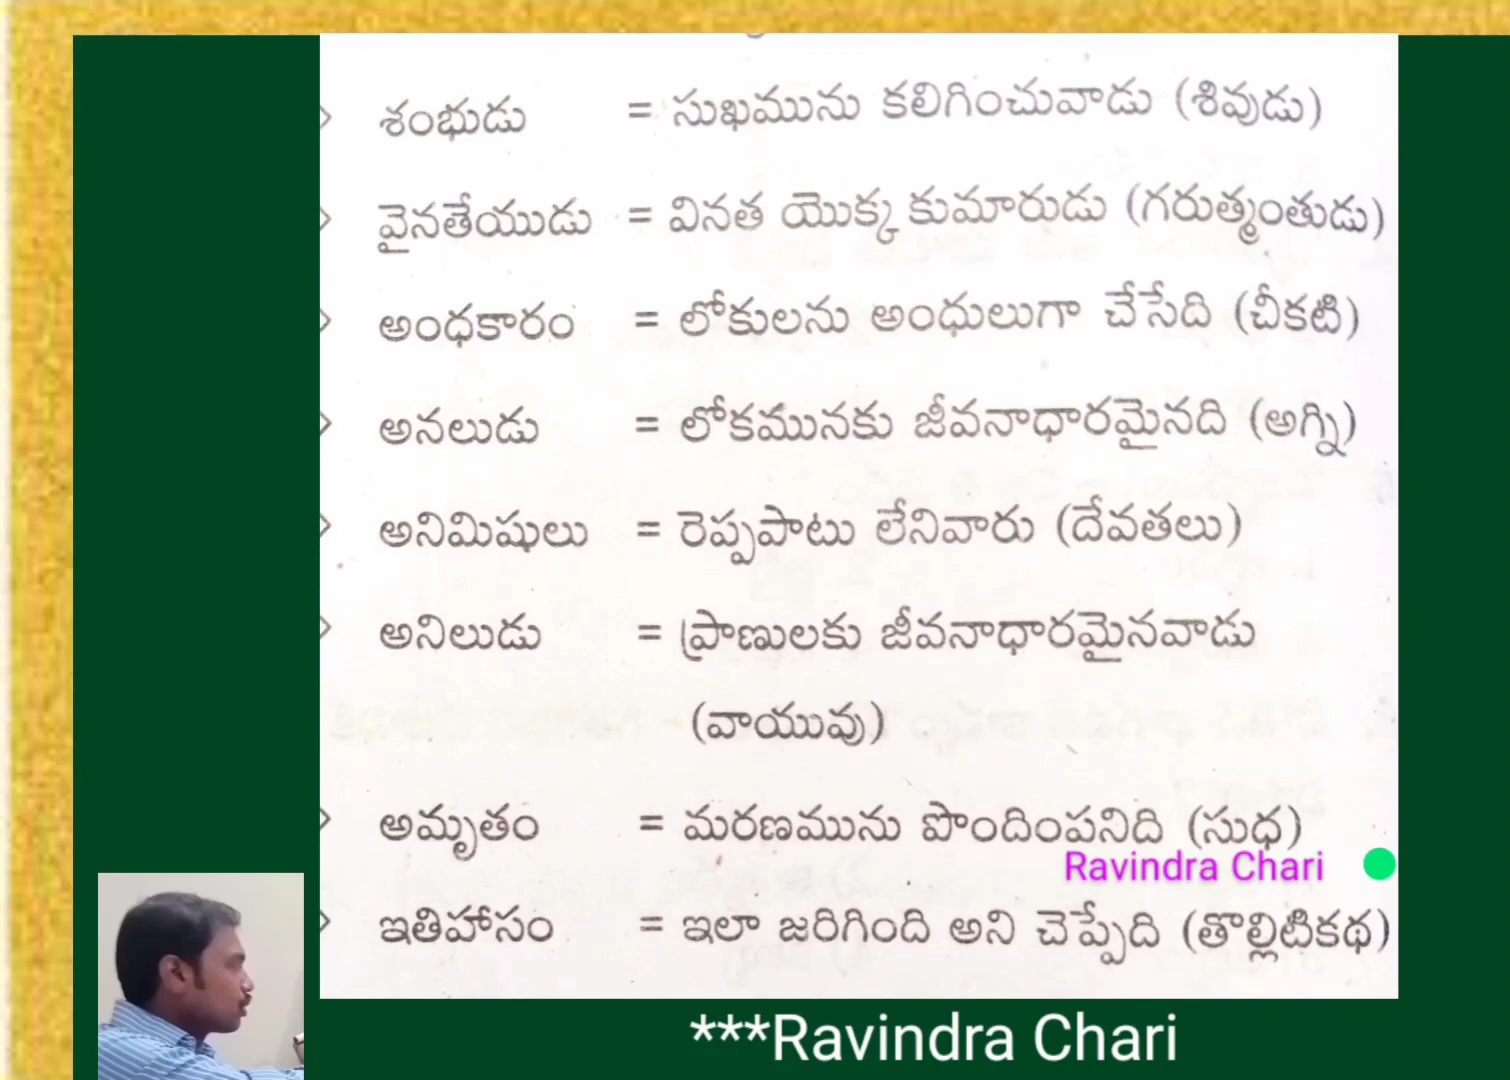 శంభుడు = సుఖమును కలిగించువాడు (శివుడు)
వైనతేయుడు = వినత యొక్క కుమారుడు (గరుత్మంతుడు)
అంధకారం = లోకులను అంధులుగా చేసేది (చీకటి)
అనలుడు = లోకమునకు జీవనాధారమైనది (అగ్ని)
అనిమిషులు = రెప్పపాటు లేనివారు (దేవతలు)
అనిలుడు = ప్రాణులకు జీవనాధారమైనవాడు
(వాయువు)
అమృతం = మరణమును పొందింపనిది (సుధ)
Ravindra Chari
ఇతిహాసం = ఇలా జరిగింది అని చెప్పేది (తొల్లిటికథ)
***Ravindra Chari